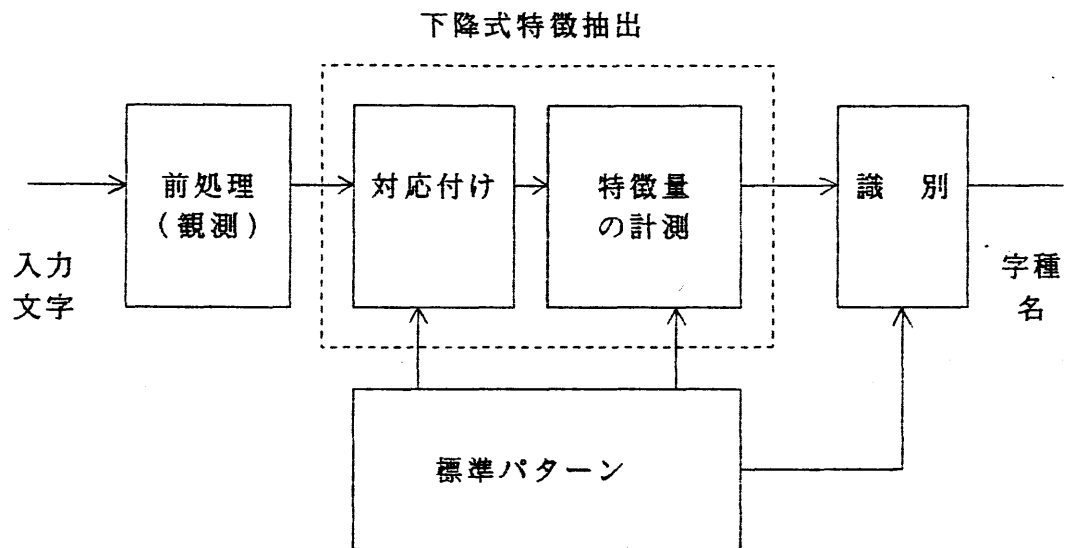 下降式特徴抽出
前処理
(観測)
対応付け
特徴量
の計測
識 別
入力
文字
字種
名
標準パターン